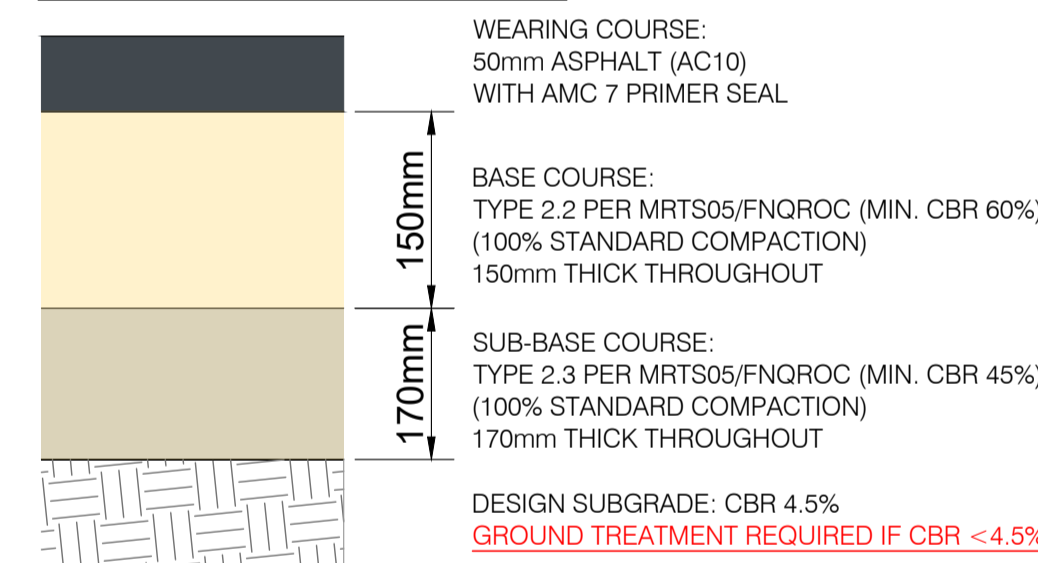 WEARING COURSE:
50mm ASPHALT (AC10)
WITH AMC 7 PRIMER SEAL
150mm
BASE COURSE:
TYPE 2.2 PER MRTS05/FNQROC (MIN. CBR 60%)
(100% STANDARD COMPACTION)
150mm THICK THROUGHOUT
170mm
SUB-BASE COURSE:
TYPE 2.3 PER MRTS05/FNQROC (MIN. CBR 45%)
(100% STANDARD COMPACTION)
170mm THICK THROUGHOUT
DESIGN SUBGRADE: CBR 4.5%
GROUND TREATMENT REQUIRED IF CBR <4.5%